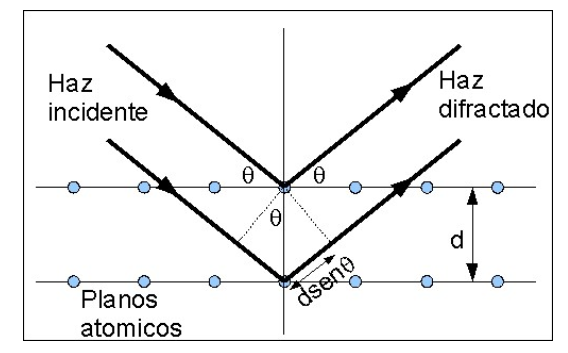 Haz
incidente
Haz
difractado
θ
θ
θ
d
dsenθ
Planos
atomicos